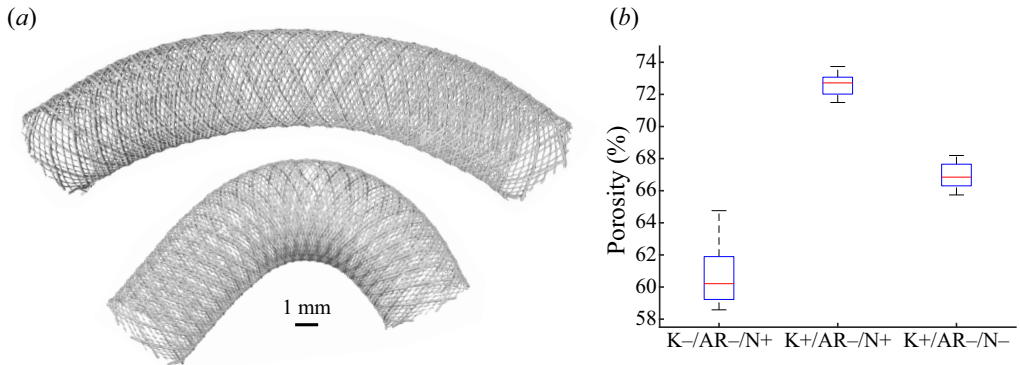 (a)
1 mm
(b)
Porosity (%)
74
72
70
68
66
64
62
60
58
K–/AR–/N+ K+/AR–/N+ K+/AR–/N–